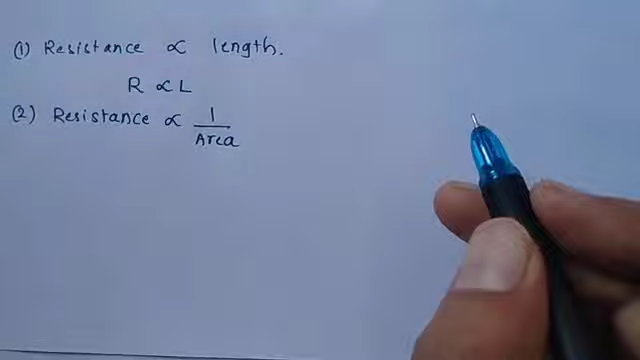 (1) Resistance ∝ length.
R ∝ L
(2) Resistance ∝ 1/Area